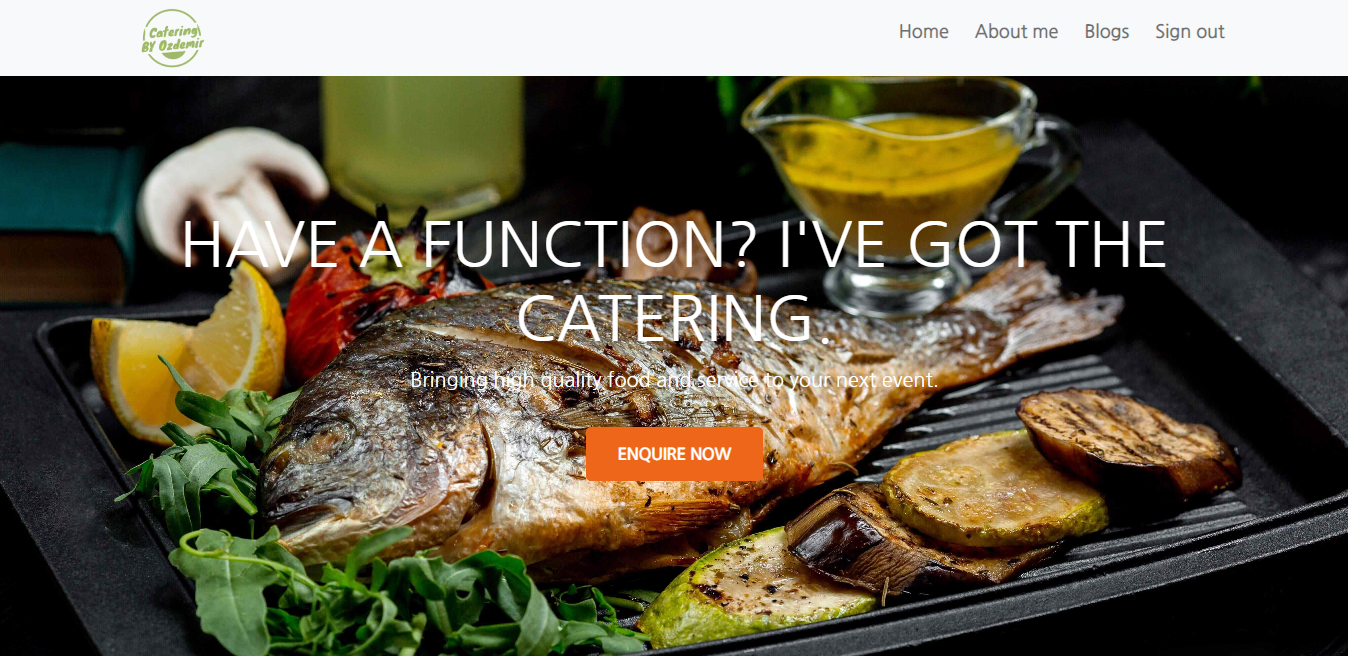 Catering
BY Ozdemir
Home About me Blogs Sign out
HAVE A FUNCTION? I'VE GOT THE
CATERING.
Bringing high quality food and service to your next event.
ENQUIRE NOW